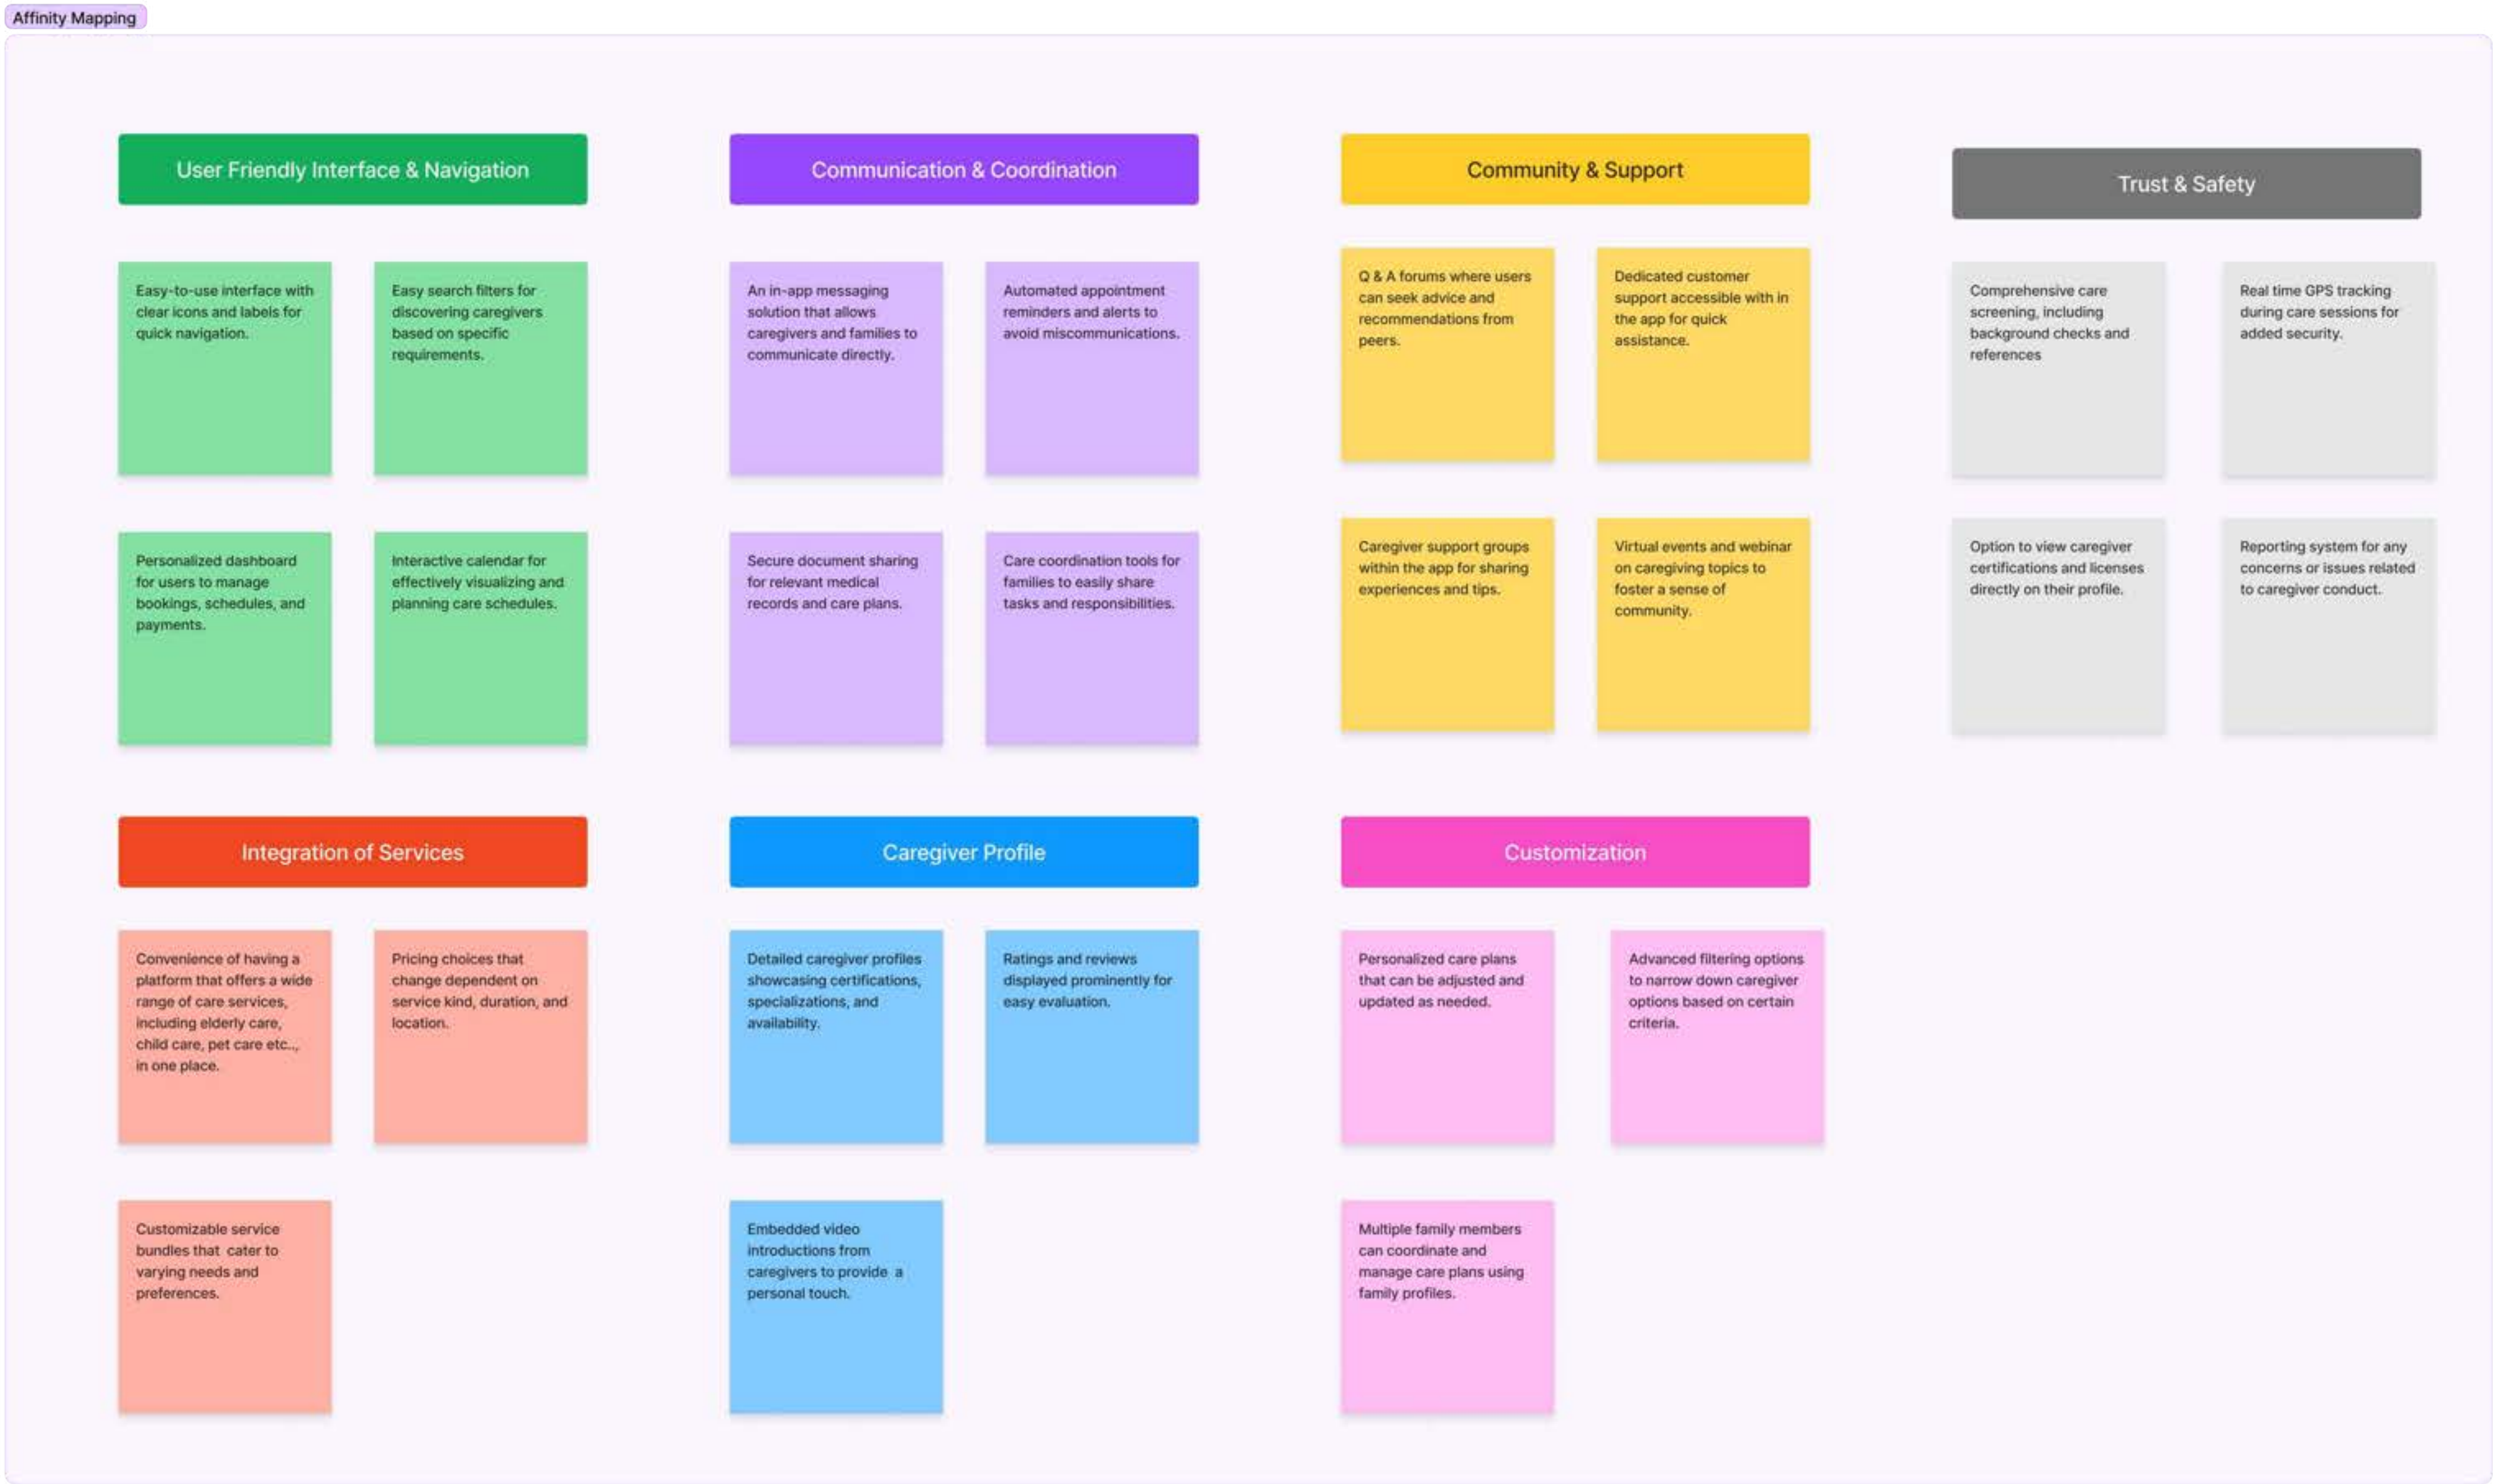 Affinity Mapping
User Friendly Interface & Navigation
Easy-to-use interface with
clear icons and labels for
quick navigation.
Easy search filters for
discovering caregivers
based on specific
requirements.
Personalized dashboard
for users to manage
bookings, schedules, and
payments.
Interactive calendar for
effectively visualizing and
planning care schedules.
Communication & Coordination
An in-app messaging
solution that allows
caregivers and families to
communicate directly.
Automated appointment
reminders and alerts to
avoid miscommunications.
Secure document sharing
for relevant medical
records and care plans.
Care coordination tools for
families to easily share
tasks and responsibilities.
Community & Support
Q & A forums where users
can seek advice and
recommendations from
peers.
Dedicated customer
support accessible with in
the app for quick
assistance.
Caregiver support groups
within the app for sharing
experiences and tips.
Virtual events and webinar
on caregiving topics to
foster a sense of
community.
Trust & Safety
Comprehensive care
screening, including
background checks and
references
Real time GPS tracking
during care sessions for
added security.
Option to view caregiver
certifications and licenses
directly on their profile.
Reporting system for any
concerns or issues related
to caregiver conduct.
Integration of Services
Convenience of having a
platform that offers a wide
range of care services,
including elderly care,
child care, pet care etc..,
in one place.
Pricing choices that
change dependent on
service kind, duration, and
location.
Customizable service
bundles that  cater to
varying needs and
preferences.
Caregiver Profile
Detailed caregiver profiles
showcasing certifications,
specializations, and
availability.
Ratings and reviews
displayed prominently for
easy evaluation.
Embedded video
introductions from
caregivers to provide  a
personal touch.
Customization
Personalized care plans
that can be adjusted and
updated as needed.
Advanced filtering options
to narrow down caregiver
options based on certain
criteria.
Multiple family members
can coordinate and
manage care plans using
family profiles.